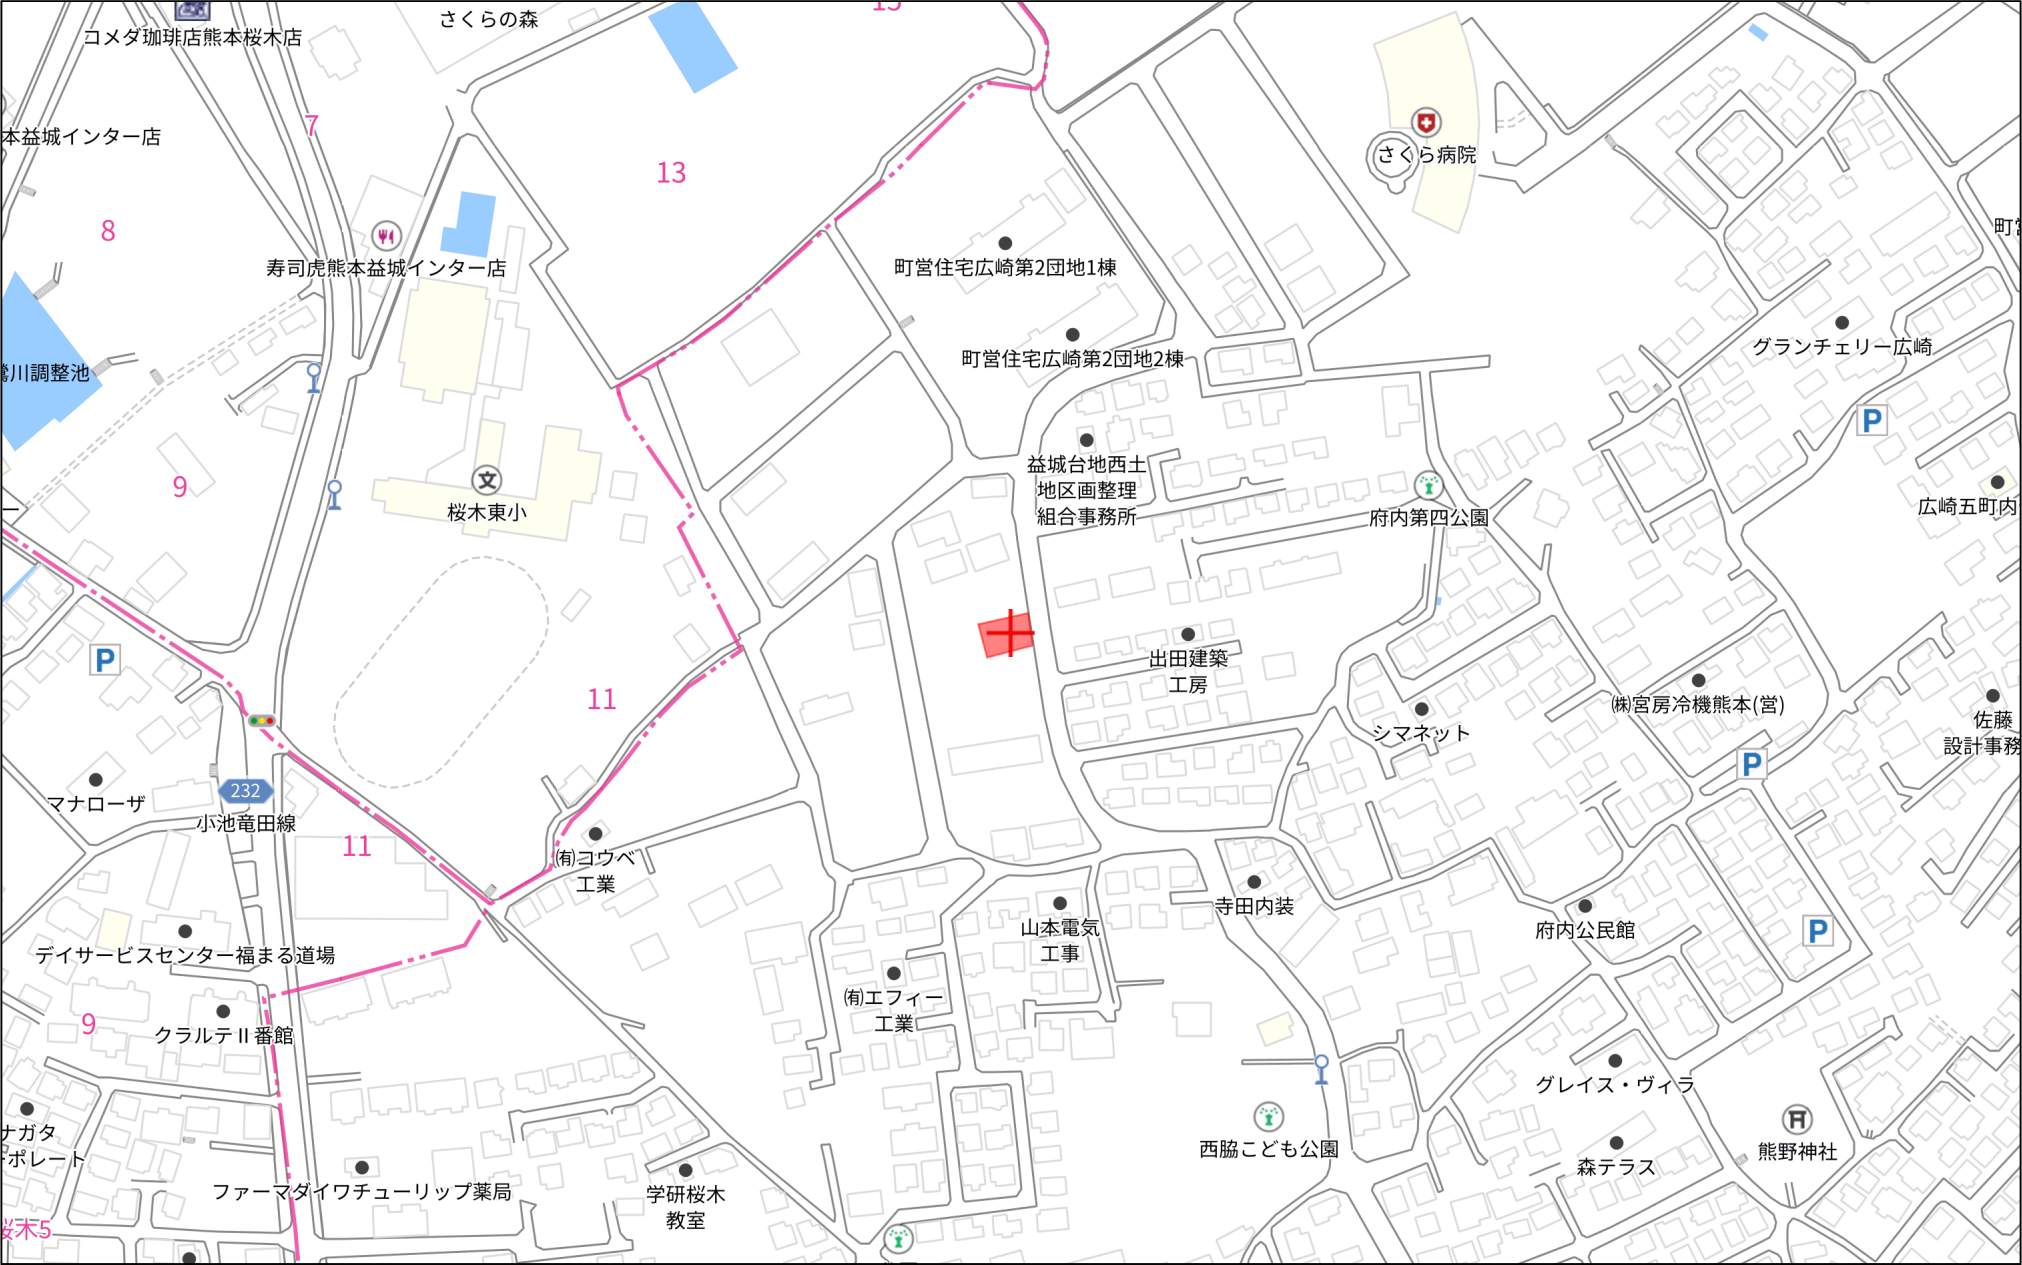 コメダ珈琲店熊本桜木店
さくらの森
13
7
本益城インター店
13
さくら病院
8
寿司虎熊本益城インター店
町営住宅広崎第2団地1棟
町営住宅広崎第2団地2棟
グランチェリー広崎
川調整池
P
益城台地西土
地区画整理
組合事務所
9
桜木東小
文
府内第四公園
広崎五町内
P
出田建築
工房
11
㈱宮房冷機熊本(営)
シマネット
佐藤
設計事務
P
232
マナローザ
小池竜田線
11
㈲コウベ
工業
寺田内装
山本電気
工事
府内公民館
P
デイサービスセンター福まる道場
㈲エフィー
工業
9
クラルテⅡ番館
グレイス・ヴィラ
ナガタ
ーポレート
西脇こども公園
熊野神社
森テラス
ファーマダイワチューリップ薬局
学研桜木
教室
桜木5